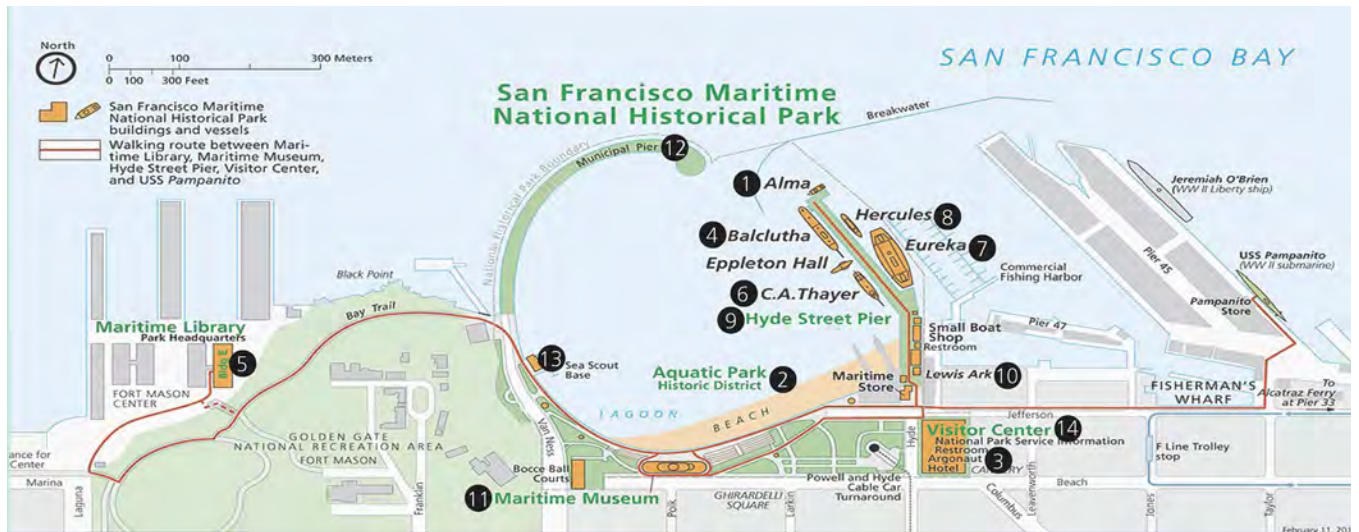 North
0 100 300 Meters
0 100 300 Feet
San Francisco Maritime
National Historical Park
buildings and vessels
Walking route between Mari-
time Library, Maritime Museum,
Hyde Street Pier, Visitor Center,
and USS Pampanito
SAN FRANCISCO BAY
San Francisco Maritime
National Historical Park
Breakwater
National Historical Park Boundary
Municipal Pier
12
1 Alma
Hercules 8
4 Balclutha
Eureka 7
Eppleton Hall
6 C.A.Thayer
9 Hyde Street Pier
Jeremiah O'Brien
(WW II Liberty ship)
Pier 45
USS Pampanito
(WW II submarine)
Commercial
Fishing Harbor
Pampanito
Store
Pier 47
Black Point
Bay Trail
Maritime Library
Park Headquarters
Bldg E
5
FORT MASON
CENTER
13
Sea Scout
Base
Aquatic Park
Historic District
2
Small Boat
Shop
Restroom
Maritime
Store
Lewis Ark 10
FISHERMAN'S
WHARF
To
Alcatraz Ferry
at Pier 33
LAGOON
BEACH
Jefferson
Van Ness
Hyde
GOLDEN GATE
NATIONAL RECREATION AREA
FORT MASON
Visitor Center 14
National Park Service Information
Restroom
Argonaut
Hotel
3
F Line Trolley
stop
ance for
Center
Marina
Laguna
Franklin
Bocce Ball
Courts
11 Maritime Museum
Polk
GHIRARDELLI
SQUARE
Larkin
Powell and Hyde
Cable Car
Turnaround
Beach
Columbus
Leavenworth
Jones
Taylor
February 11, 201